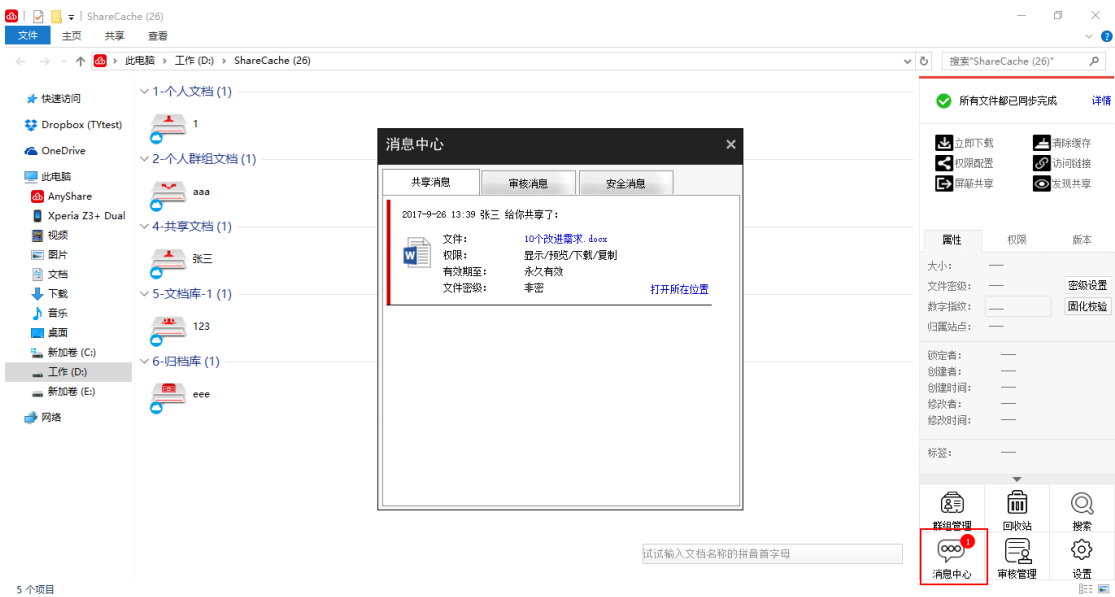 ShareCache (26)
文件 主页 共享 查看
此电脑 › 工作 (D:) › ShareCache (26)
搜索"ShareCache (26)"
快速访问
Dropbox (TYtest)
OneDrive
此电脑
AnyShare
Xperia Z3+ Dual
视频
图片
文档
下载
音乐
桌面
新加卷 (C:)
工作 (D:)
新加卷 (E:)
网络
1-个人文档 (1)
1
2-个人群组文档 (1)
aaa
4-共享文档 (1)
张三
5-文档库-1 (1)
123
6-归档库 (1)
eee
消息中心
共享消息 审核消息 安全消息
2017-9-26 13:39 张三 给你共享了:
文件: 10个改进需求.docx
权限: 显示/预览/下载/复制
有效期至: 永久有效
文件密级: 非密
打开所在位置
试试输入文档名称的拼音首字母
所有文件都已同步完成 详情
立即下载 清除缓存
权限配置 访问链接
屏蔽共享 发现共享
属性 权限 版本
大小: —
文件密级: — 密级设置
数字指纹: — 固化校验
归属站点: —
锁定者: —
创建者: —
创建时间: —
修改者: —
修改时间: —
标签: —
群组管理 回收站 搜索
1
消息中心 审核管理 设置
5 个项目